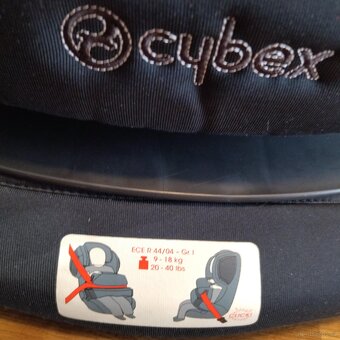 cybex
ECE R 44/04 - Gr. I
9 - 18 kg
20 - 40 lbs